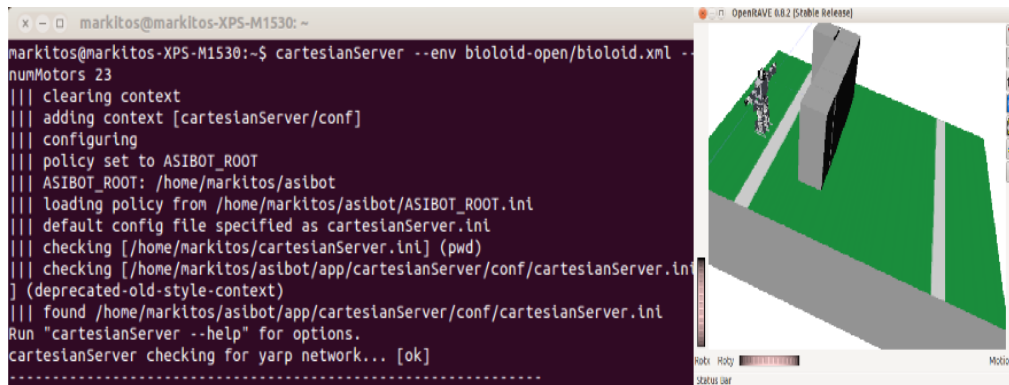 markitos@markitos-XPS-M1530: ~
markitos@markitos-XPS-M1530:~$ cartesianServer --env bioloid-open/bioloid.xml --
numMotors 23
||| clearing context
||| adding context [cartesianServer/conf]
||| configuring
||| policy set to ASIBOT_ROOT
||| ASIBOT_ROOT: /home/markitos/asibot
||| loading policy from /home/markitos/asibot/ASIBOT_ROOT.ini
||| default config file specified as cartesianServer.ini
||| checking [/home/markitos/cartesianServer.ini] (pwd)
||| checking [/home/markitos/asibot/app/cartesianServer/conf/cartesianServer.ini
] (deprecated-old-style-context)
||| found /home/markitos/asibot/app/cartesianServer/conf/cartesianServer.ini
Run "cartesianServer --help" for options.
cartesianServer checking for yarp network... [ok]
------------------------------------------------------------
OpenRAVE 0.8.2 (Stable Release)
Rotx Roty
Motio
Status Bar